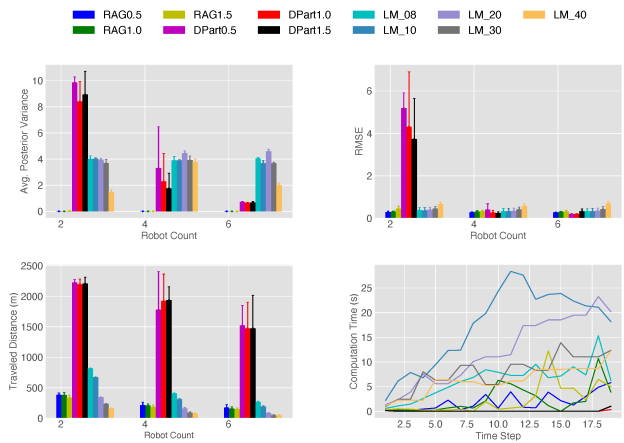 RAG0.5 RAG1.5 DPart1.0 LM_08 LM_20 LM_40
RAG1.0 DPart0.5 DPart1.5 LM_10 LM_30
Avg. Posterior Variance
10
8
6
4
2
0
2 4 6
Robot Count
RMSE
6
4
2
0
2 4 6
Robot Count
Traveled Distance (m)
2500
2000
1500
1000
500
0
2 4 6
Robot Count
Computation Time (s)
30
25
20
15
10
5
0
2.5 5.0 7.5 10.0 12.5 15.0 17.5
Time Step